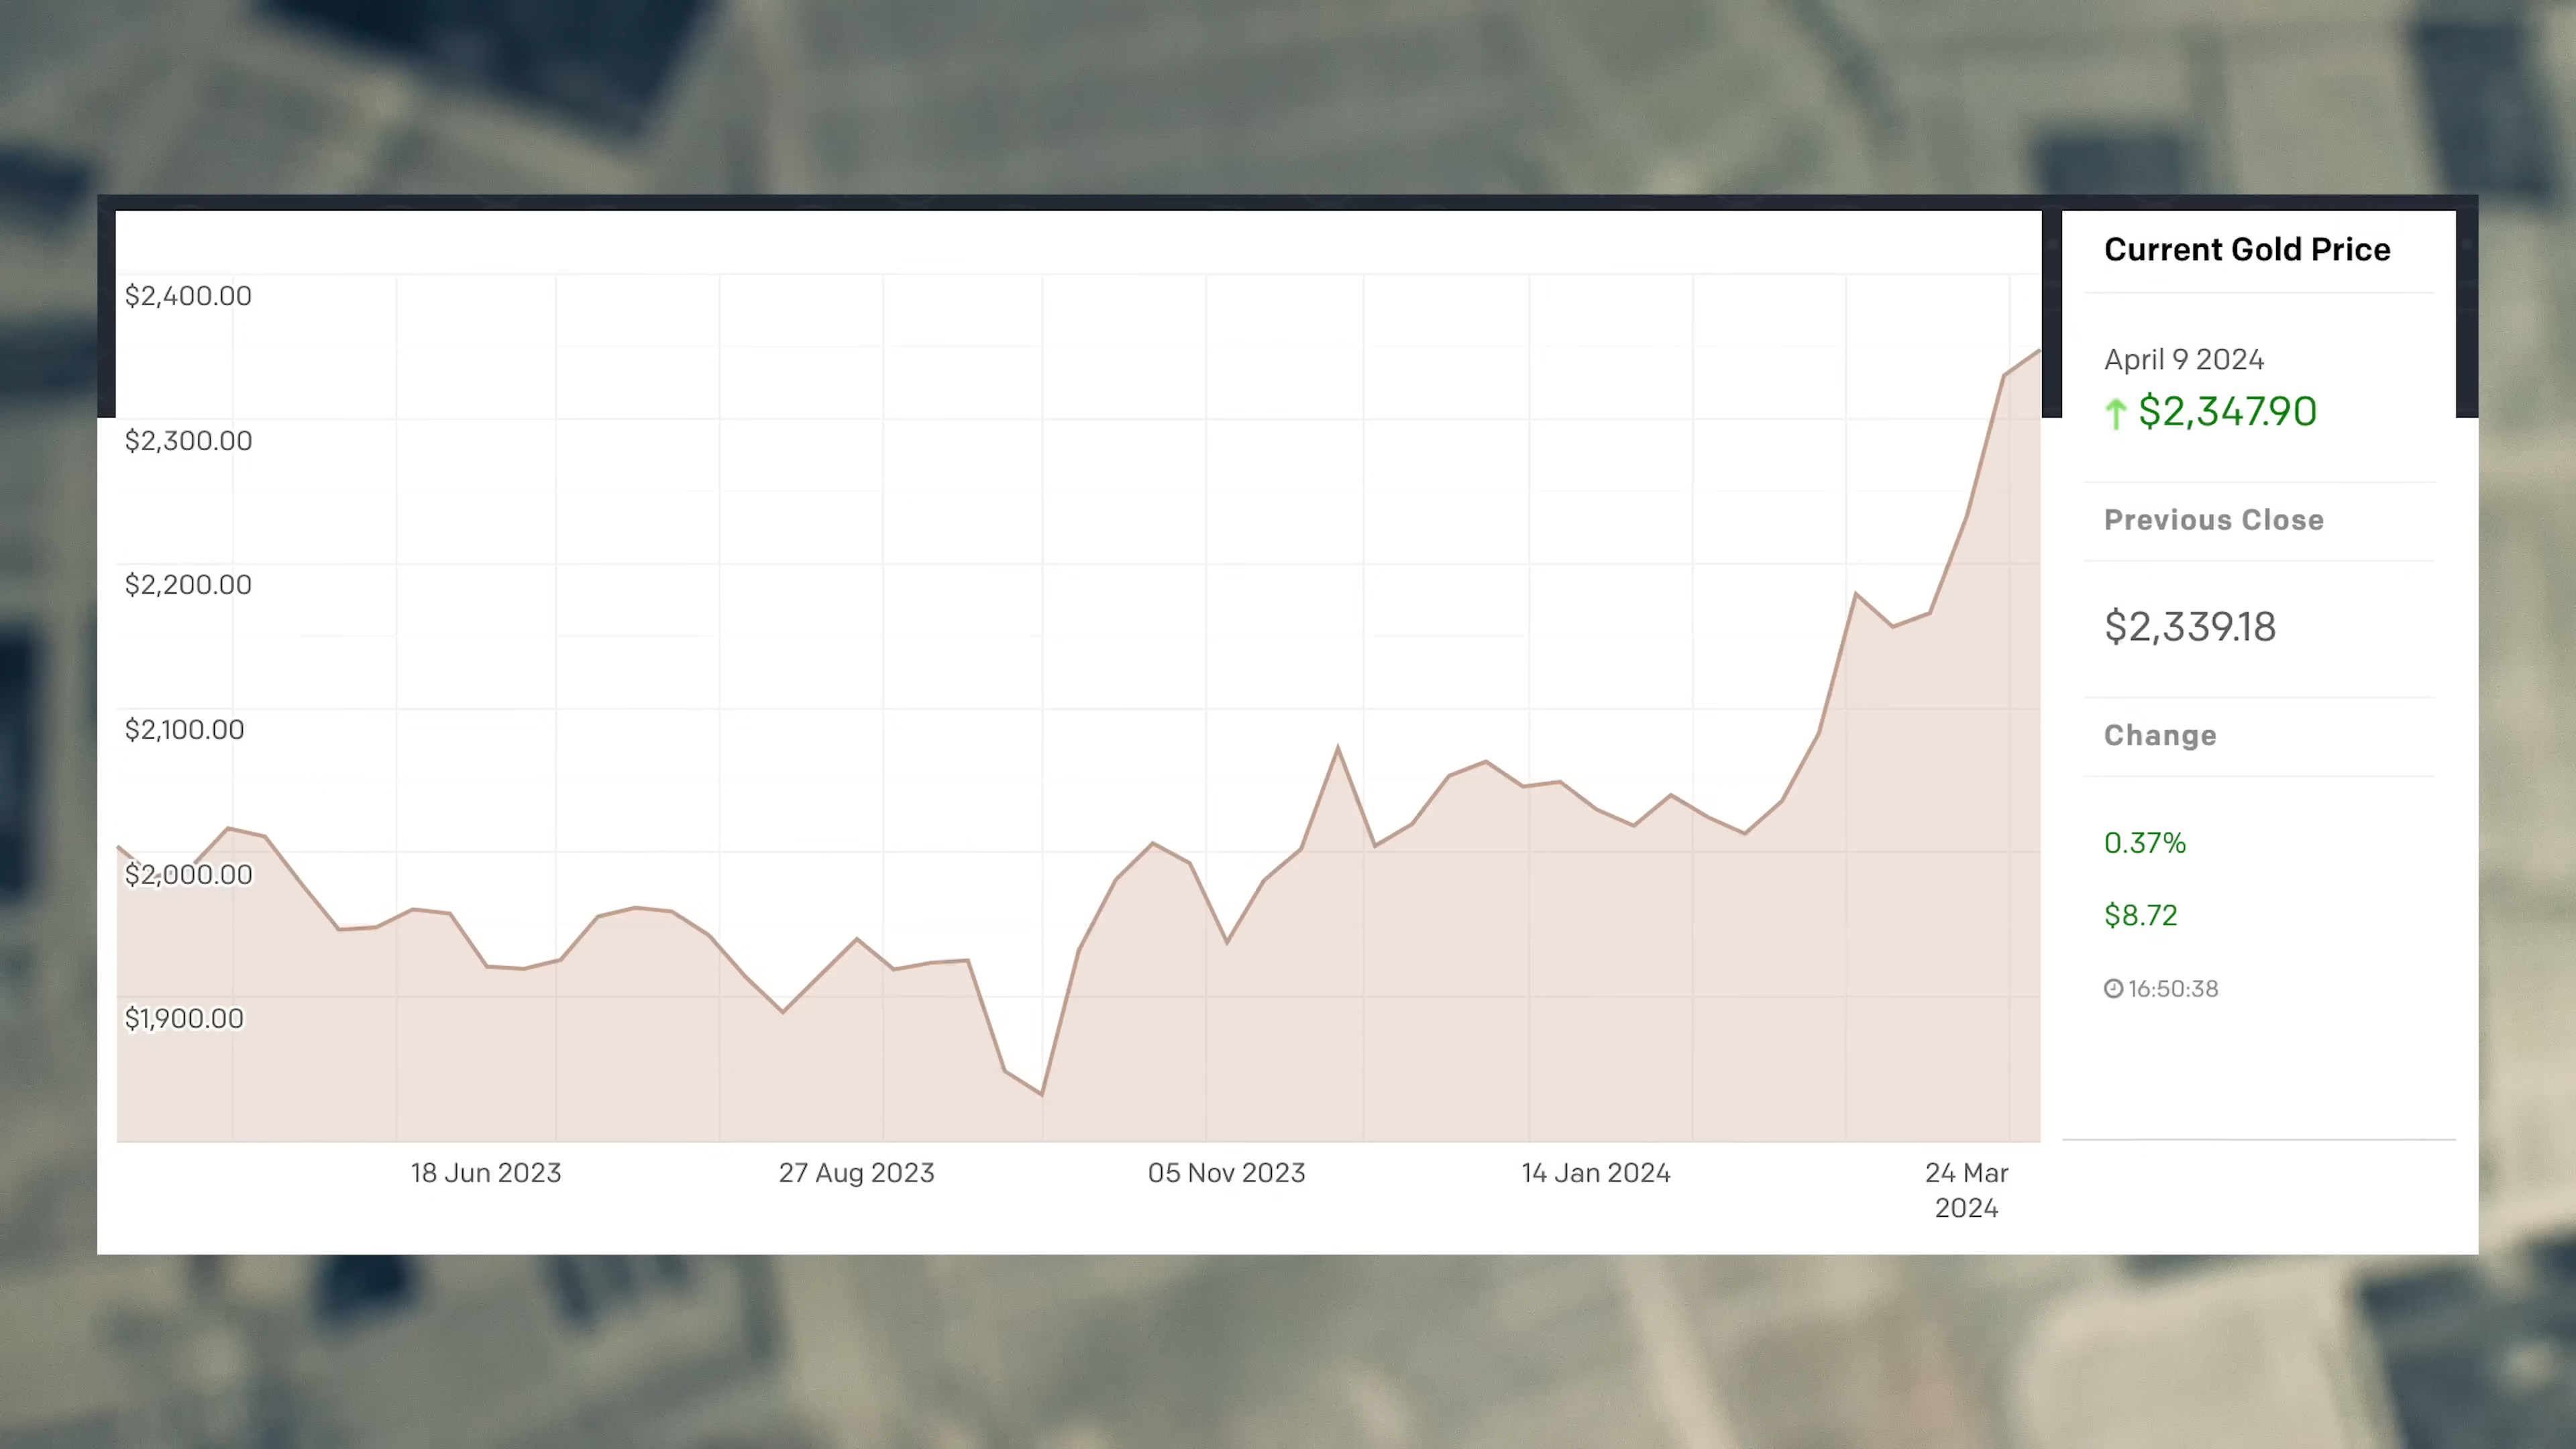 $2,400.00
$2,300.00
$2,200.00
$2,100.00
$2,000.00
$1,900.00
18 Jun 2023
27 Aug 2023
05 Nov 2023
14 Jan 2024
24 Mar
2024
Current Gold Price
April 9 2024
↑ $2,347.90
Previous Close
$2,339.18
Change
0.37%
$8.72
16:50:38